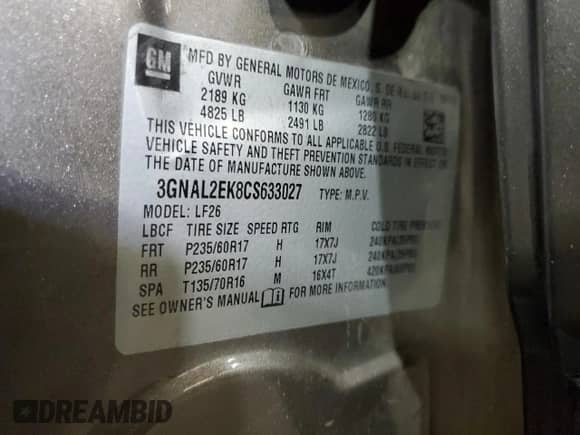 GM
MFD BY GENERAL MOTORS DE MEXICO, S. DE R.L.
GVWR GAWR FRT GAWR RR
2189 KG 1130 KG 1280 KG
4825 LB 2491 LB 2822 LB
THIS VEHICLE CONFORMS TO ALL APPLICABLE U.S. FEDERAL MOTOR
VEHICLE SAFETY AND THEFT PREVENTION STANDARDS IN EFFECT ON
THE DATE OF MANUFACTURE SHOWN ABOVE.
3GNAL2EK8CS633027 TYPE: M.P.V.
MODEL: LF26
LBCF TIRE SIZE SPEED RTG RIM COLD TIRE
FRT P235/60R17 H 17X7J 240KPA(35PSI)
RR P235/60R17 H 17X7J 240KPA(35PSI)
SPA T135/70R16 M 16X4T 420KPA(60PSI)
SEE OWNER'S MANUAL FOR MORE INFORMATION.
DREAMBID